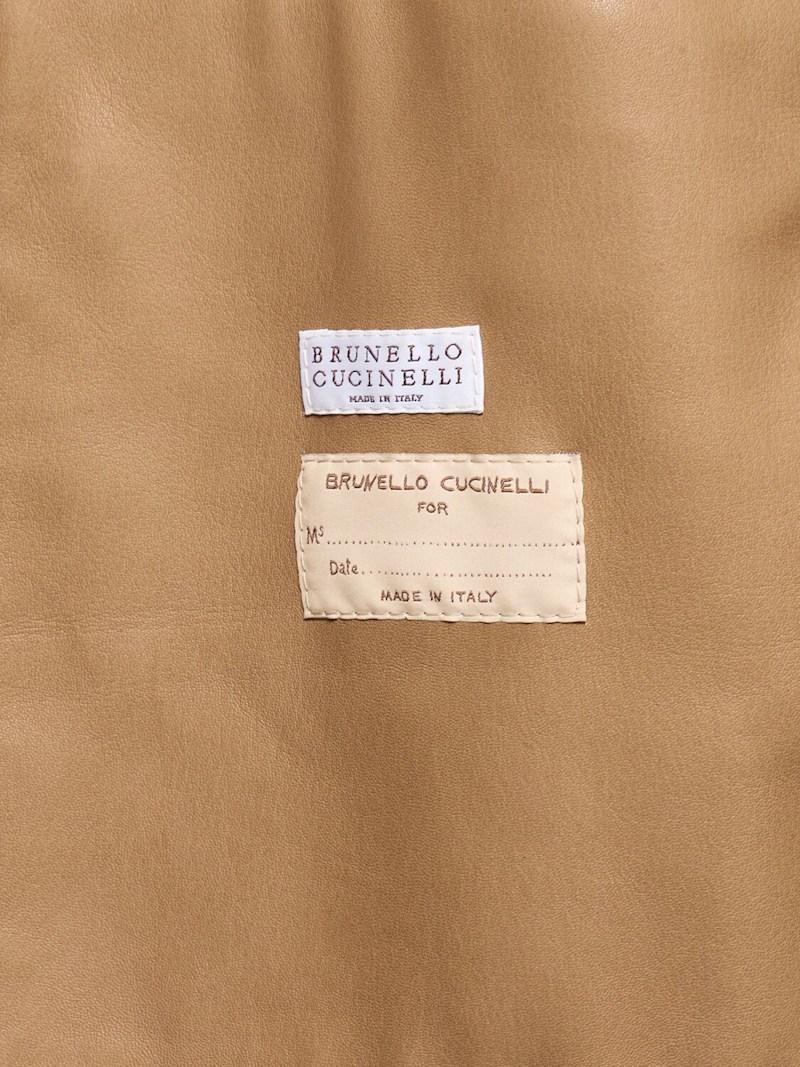 BRUNELLO
CUCINELLI
MADE IN ITALY
BRUNELLO CUCINELLI
FOR
Ms..............................
Date..............................
MADE IN ITALY